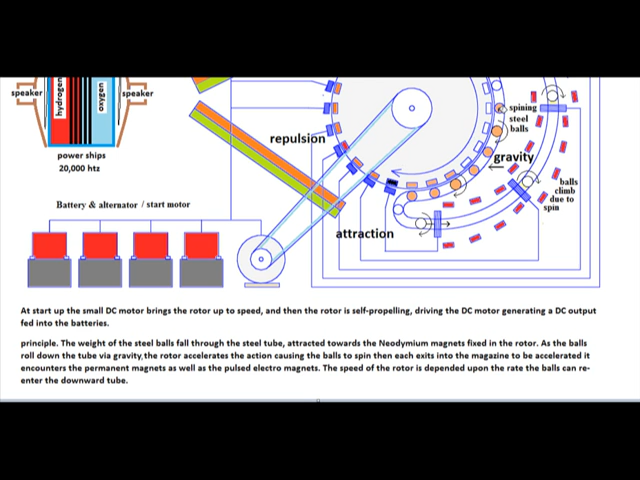 speaker
hydrogen
oxygen
speaker
power ships
20,000 htz
repulsion
spining
steel
balls
gravity
balls
climb
due to
spin
Battery & alternator / start motor
attraction
At start up the small DC motor brings the rotor up to speed, and then the rotor is self-propelling, driving the DC motor generating a DC output
fed into the batteries.
principle. The weight of the steel balls fall through the steel tube, attracted towards the Neodymium magnets fixed in the rotor. As the balls
roll down the tube via gravity,the rotor accelerates the action causing the balls to spin then each exits into the magazine to be accelerated it
encounters the permanent magnets as well as the pulsed electro magnets. The speed of the rotor is depended upon the rate the balls can re-
enter the downward tube.